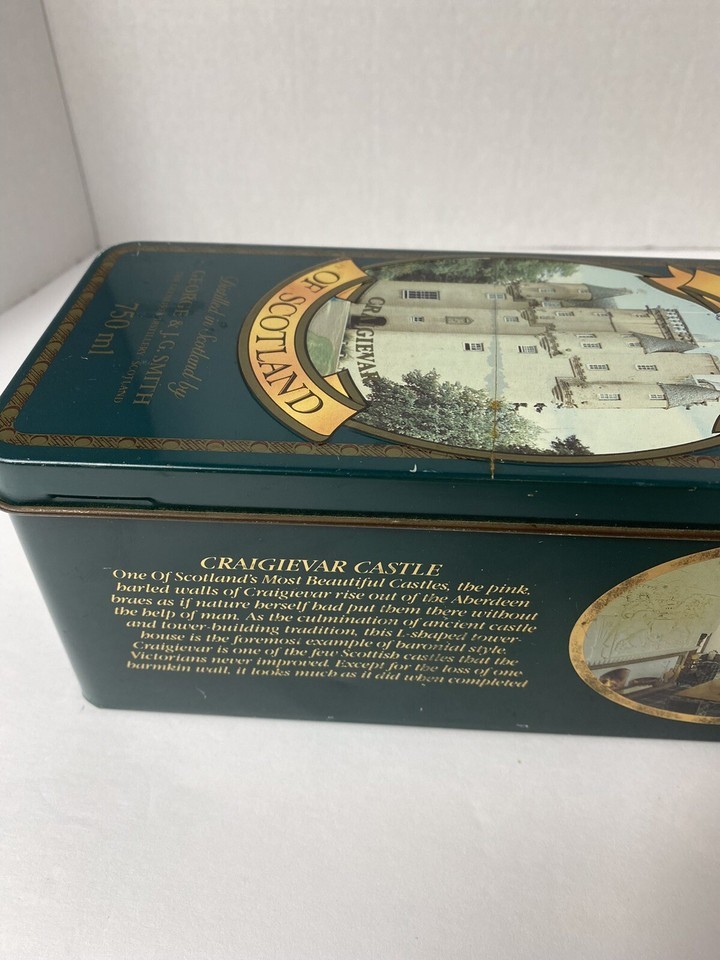 Distilled in Scotland by
GEORGE & J.G. SMITH
THE GLENLIVET DISTILLERY, SCOTLAND
750 ml
OF SCOTLAND
CRAIGIEVAR
CRAIGIEVAR CASTLE
One Of Scotland's Most Beautiful Castles, the pink,
harled walls of Craigievar rise out of the Aberdeen
braes as if nature herself had put them there without
the help of man. As the culmination of ancient castle
and tower-building tradition, this L-shaped tower-
house is the foremost example of baronial style.
Craigievar is one of the few Scottish castles that the
Victorians never improved. Except for the loss of one
barmkin wall, it looks much as it did when completed